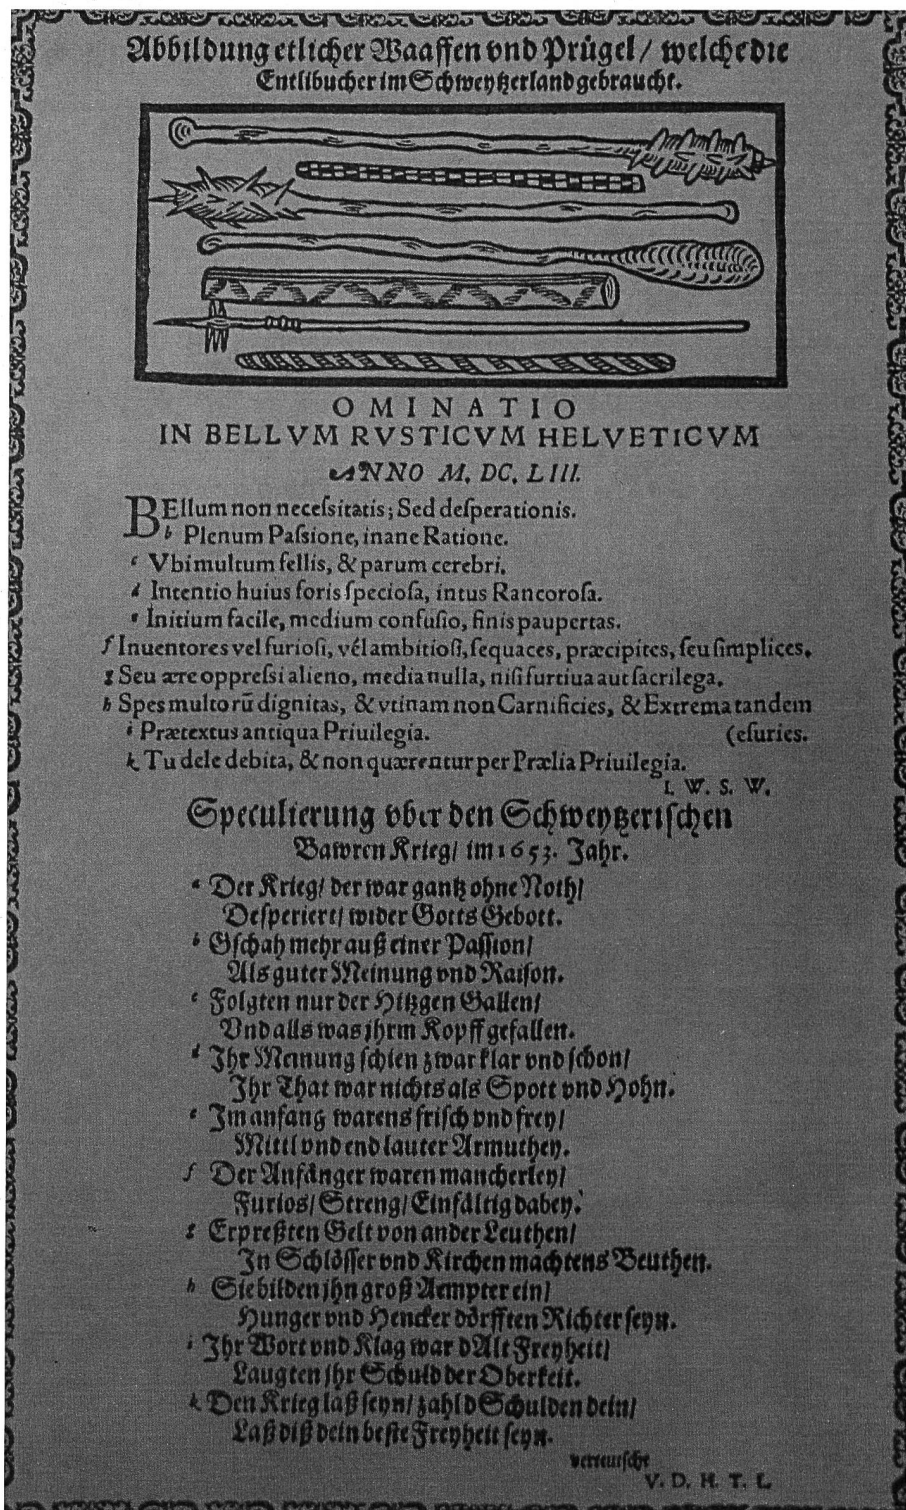 Abbildung etlicher Waaffen vnd Prügel/ welche die
Entlibucher im Schweytzerland gebraucht.
OMINATIO
IN BELLVM RVSTICVM HELVETICVM
ANNO M. DC. LIII.
BEllum non neceſsitatis; Sed deſperationis.
b Plenum Paſsione, inane Ratione.
c Vbi multum fellis, & parum cerebri.
d Intentio huius foris ſpecioſa, intus Rancoroſa.
e Initium facile, medium confuſio, finis paupertas.
f Inuentores vel furioſi, vél ambitioſi, ſequaces, præcipites, ſeu ſimplices.
g Seu ære oppreſsi alieno, media nulla, niſi furtiua aut ſacrilega.
h Spes multorũ dignitas, & vtinam non Carnificies, & Extrema tandem
i Prætextus antiqua Priuilegia. (eſuries.
k Tu dele debita, & non quærentur per Prælia Priuilegia.
I. W. S. W.
Speculierung vber den Schweytzeriſchen
Bawren Krieg/ im 1653. Jahr.
a Der Krieg/ der war gantz ohne Noth/
Deſperiert/ wider Gotts Gebott.
b Gſchah mehr auß einer Paſſion/
Als guter Meinung vnd Raiſon.
c Folgten nur der Hitzgen Gallen/
Vnd alls was jhrm Kopff gefallen.
d Jhr Meinung ſchien zwar klar vnd ſchon/
Jhr That war nichts als Spott vnd Hohn.
e Jm anfang warens friſch vnd frey/
Mittl vnd end lauter Armuthey.
f Der Anfänger waren mancherley/
Furios/ Streng/ Einfältig dabey.
g Erpreßten Gelt von ander Leuthen/
In Schlöſſer vnd Kirchen machtens Beuthen.
h Sie bilden jhn groß Aempter ein/
Hunger vnd Hencker dörfften Richter ſeyn.
i Jhr Wort vnd Klag war dAlt Freyheit/
Laugten jhr Schuld der Oberkeit.
k Den Krieg laß ſeyn/ zahl dSchulden dein/
Laß diß dein beſte Freyheit ſeyn.
verteutſcht
V. D. H. T. L.